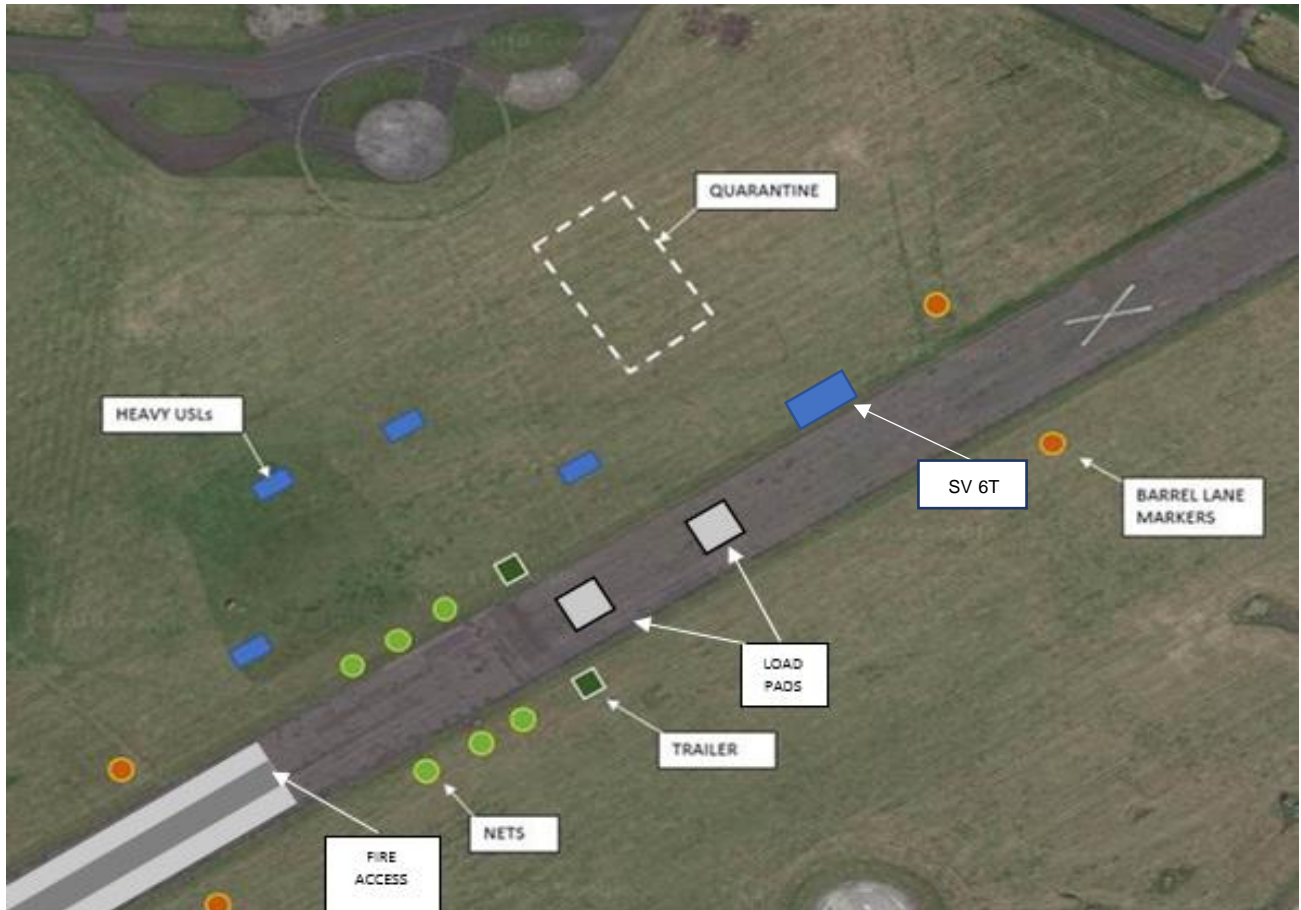 QUARANTINE
HEAVY USLs
SV 6T
BARREL LANE
MARKERS
LOAD
PADS
TRAILER
NETS
FIRE
ACCESS